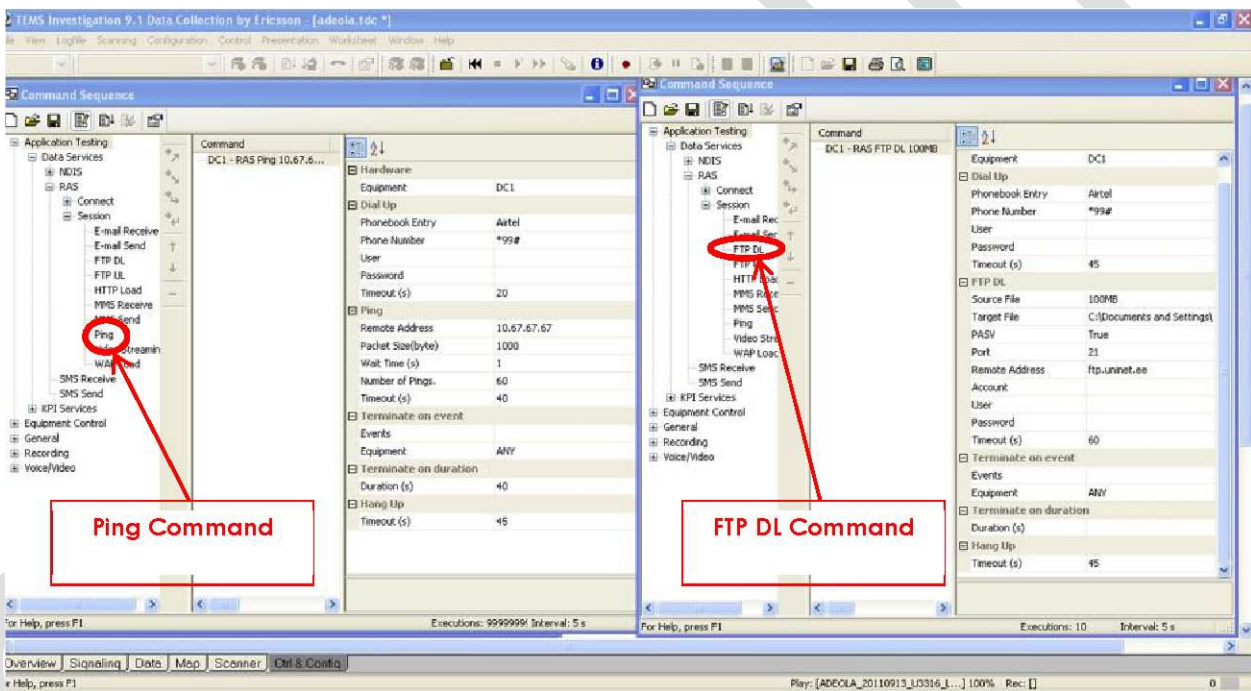 TEMS Investigation 9.1 Data Collection by Ericsson - [adeola.tdc *]
View Logfile Scanning Configuration Control Presentation Worksheet Window Help
Command Sequence
Application Testing
Data Services
NDIS
RAS
Connect
Session
E-mail Receive
E-mail Send
FTP DL
FTP UL
HTTP Load
MMS Receive
Send
Ping
Streamin
SMS Receive
SMS Send
KPI Services
Equipment Control
General
Recording
Voice/Video
Command
DC1 - RAS Ping 10.67.6...
Hardware
Equipment DC1
Dial Up
Phonebook Entry Airtel
Phone Number *99#
User
Password
Timeout (s) 20
Ping
Remote Address 10.67.67.67
Packet Size(byte) 1000
Wait Time (s) 1
Number of Pings. 60
Timeout (s) 40
Terminate on event
Events
Equipment ANY
Terminate on duration
Duration (s) 40
Hang Up
Timeout (s) 45
Ping Command
For Help, press F1
Executions: 9999999! Interval: 5 s
Command Sequence
Application Testing
Data Services
NDIS
RAS
Connect
Session
E-mail Rec
FTP DL
HTTP
MMS
MMS
Ping
Video Stre
WAP Loac
SMS Receive
SMS Send
KPI Services
Equipment Control
General
Recording
Voice/Video
Command
DC1 - RAS FTP DL 100MB
Equipment DC1
Dial Up
Phonebook Entry Airtel
Phone Number *99#
User
Password
Timeout (s) 45
FTP DL
Source File 100MB
Target File C:\Documents and Settings\
PASV True
Port 21
Remote Address ftp.uninet.ee
Account
User
Password
Timeout (s) 60
Terminate on event
Events
Equipment ANY
Terminate on duration
Duration (s)
Hang Up
Timeout (s) 45
FTP DL Command
For Help, press F1
Executions: 10 Interval: 5 s
Overview Signaling Data Map Scanner Ctrl & Config
r Help, press F1
Play: [ADEOLA_20110913_U3316_L...] 100% Rec: [] 0